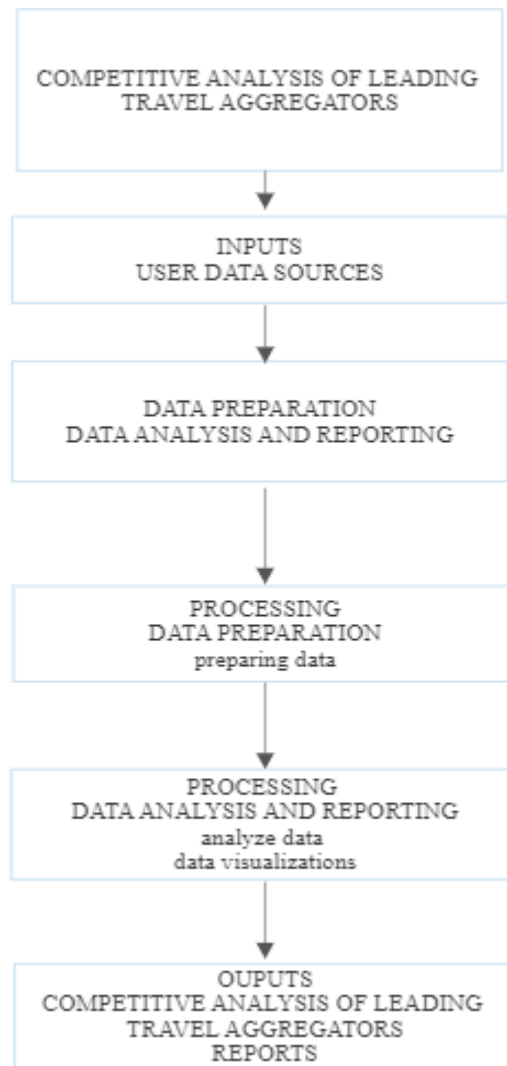 COMPETITIVE ANALYSIS OF LEADING
TRAVEL AGGREGATORS
INPUTS
USER DATA SOURCES
DATA PREPARATION
DATA ANALYSIS AND REPORTING
PROCESSING
DATA PREPARATION
preparing data
PROCESSING
DATA ANALYSIS AND REPORTING
analyze data
data visualizations
OUPUTS
COMPETITIVE ANALYSIS OF LEADING
TRAVEL AGGREGATORS
REPORTS